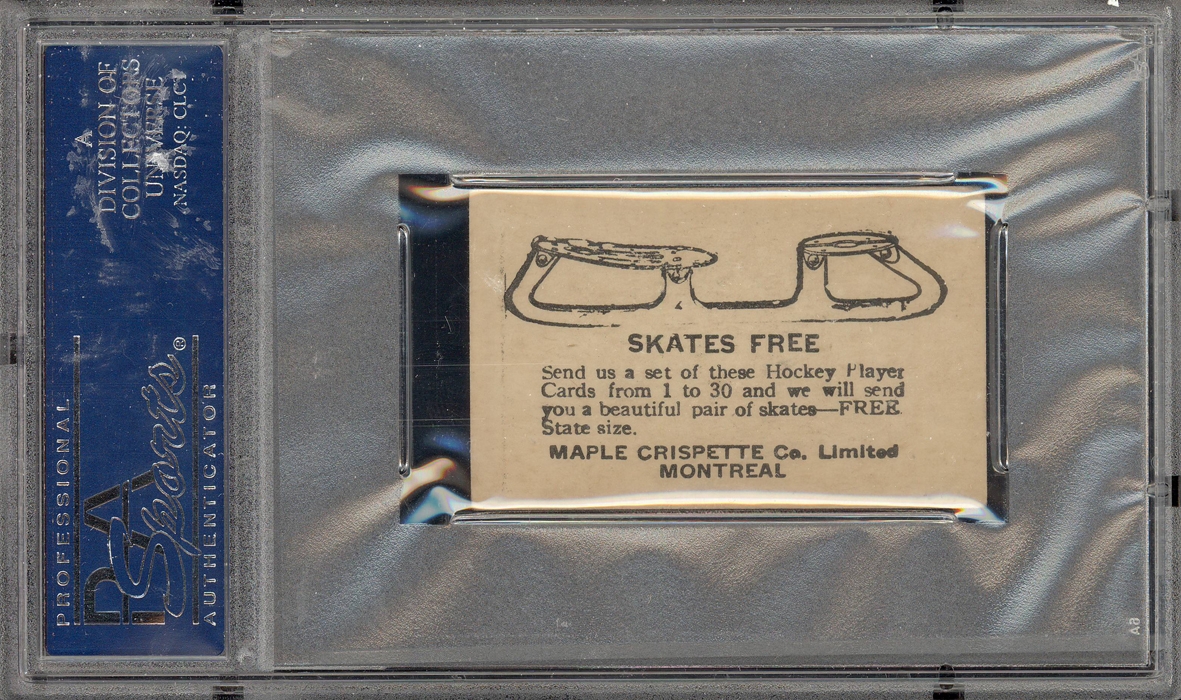 A
DIVISION OF
COLLECTORS
UNIVERSE
NASDAQ: CLCT
PROFESSIONAL
PSA
Sports®
AUTHENTICATOR
SKATES FREE
Send us a set of these Hockey Player
Cards from 1 to 30 and we will send
you a beautiful pair of skates—FREE.
State size.
MAPLE CRISPETTE Co. Limited
MONTREAL